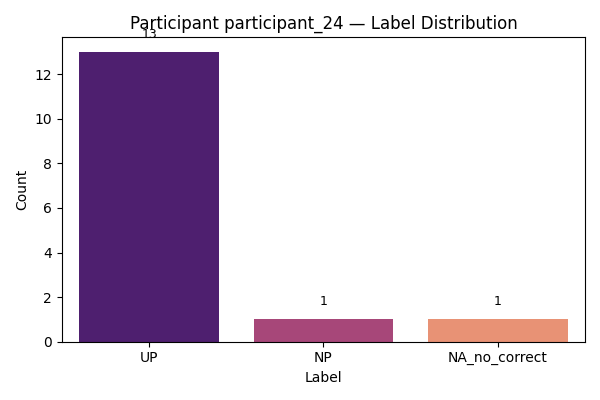 Participant participant_24 — Label Distribution
13
12
10
8
6
4
2
0
Count
1
1
UP
NP
NA_no_correct
Label